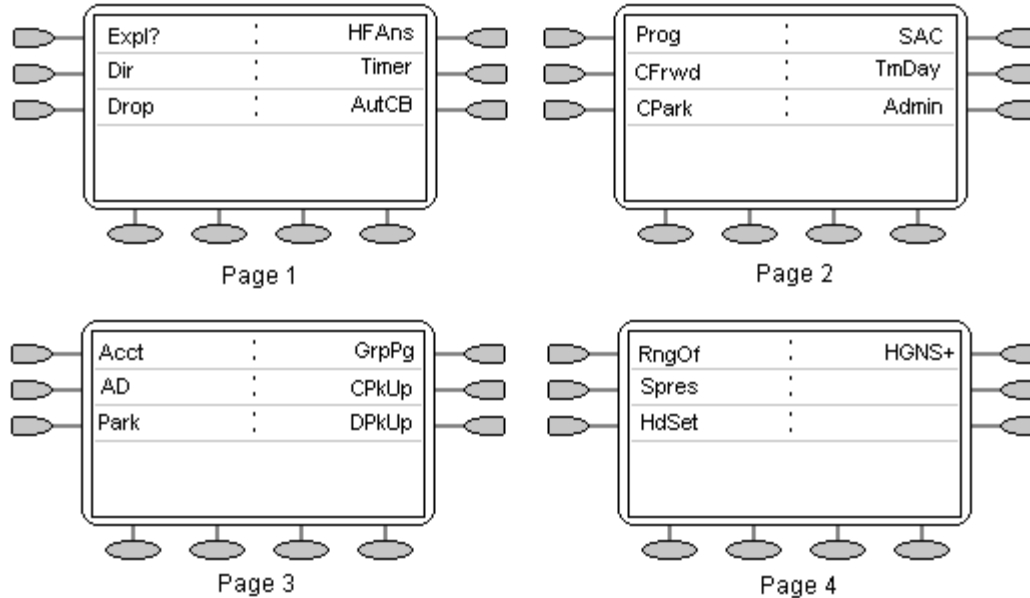 Expl? : HFAns
Dir : Timer
Drop : AutCB
Page 1
Prog : SAC
CFrwd : TmDay
CPark : Admin
Page 2
Acct : GrpPg
AD : CPkUp
Park : DPkUp
Page 3
RngOf : HGNS+
Spres :
HdSet :
Page 4